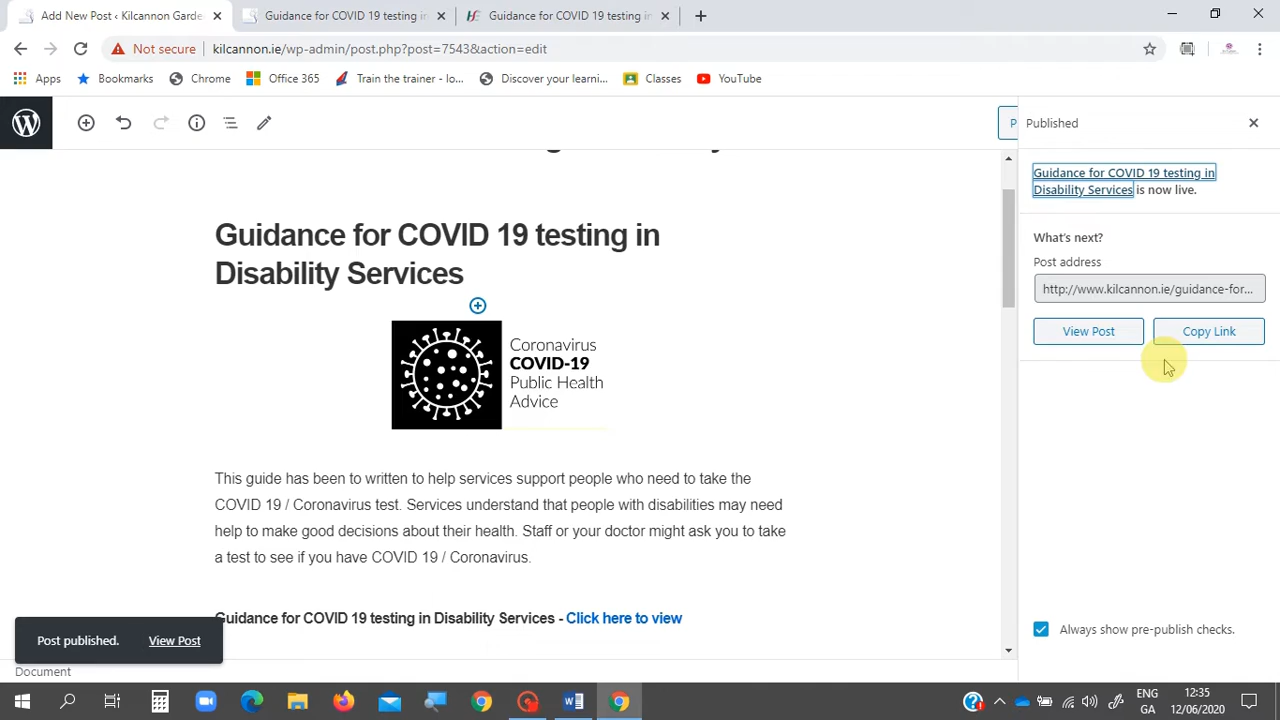 Add New Post ‹ Kilcannon Garde
Guidance for COVID 19 testing in
Guidance for COVID 19 testing in
Not secure
kilcannon.ie/wp-admin/post.php?post=7543&action=edit
Apps
Bookmarks
Chrome
Office 365
Train the trainer - lo...
Discover your learni...
Classes
YouTube
Published
Guidance for COVID 19 testing in
Disability Services is now live.
What's next?
Post address
http://www.kilcannon.ie/guidance-for...
View Post
Copy Link
Always show pre-publish checks.
Guidance for COVID 19 testing in
Disability Services
Coronavirus
COVID-19
Public Health
Advice
This guide has been to written to help services support people who need to take the
COVID 19 / Coronavirus test. Services understand that people with disabilities may need
help to make good decisions about their health. Staff or your doctor might ask you to take
a test to see if you have COVID 19 / Coronavirus.
Guidance for COVID 19 testing in Disability Services - Click here to view
Post published.
View Post
Document
ENG
GA
12:35
12/06/2020